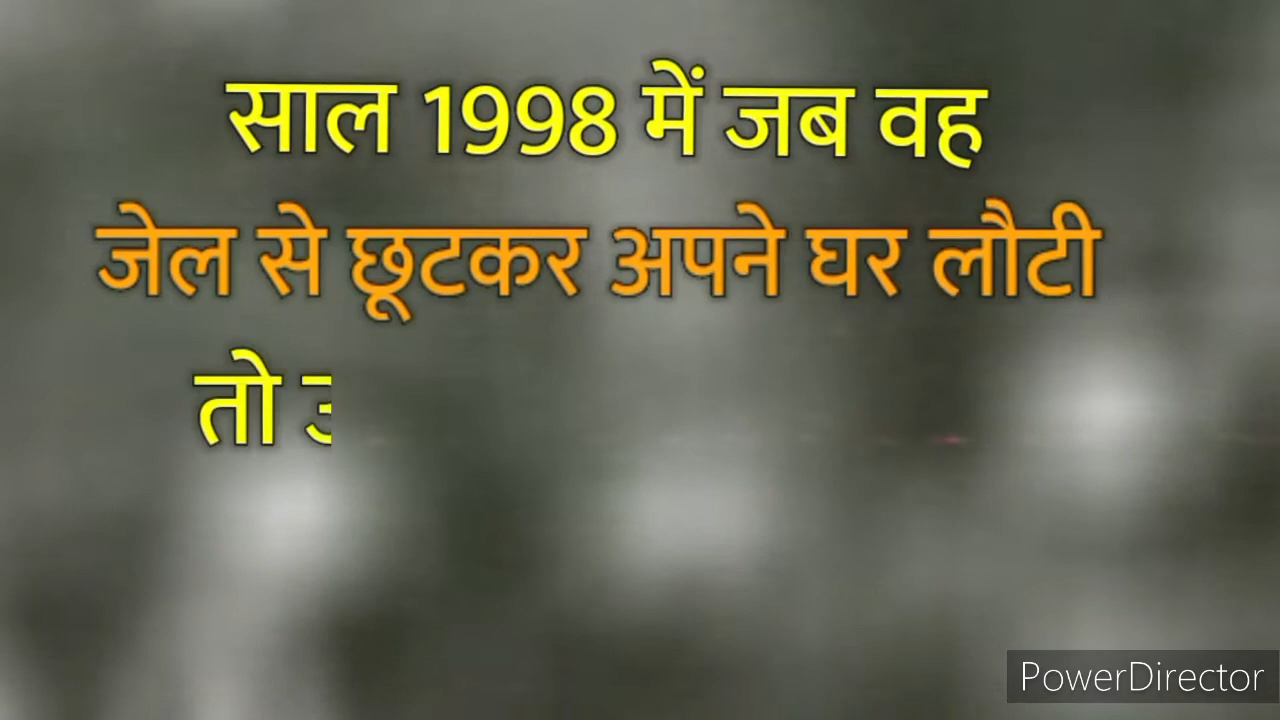 साल 1998 में जब वह
जेल से छूटकर अपने घर लौटी
तो
PowerDirector